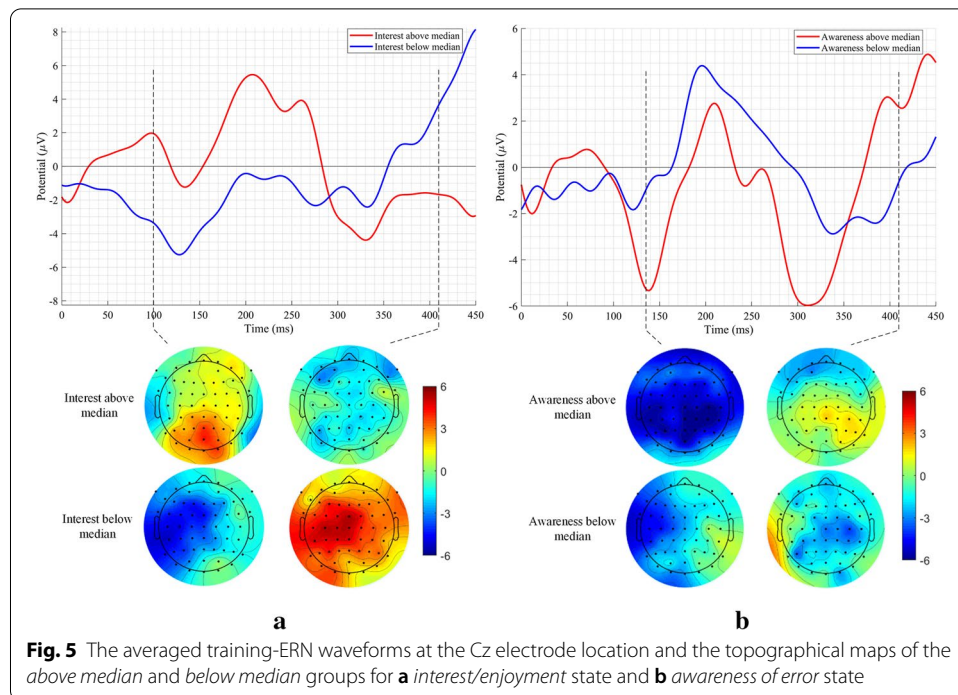 Interest above median
Interest below median
Potential (μV)
8
6
4
2
0
-2
-4
-6
-8
0 50 100 150 200 250 300 350 400 450
Time (ms)
Interest above
median
Interest below
median
6
3
0
-3
-6
a
Awareness above median
Awareness below median
Potential (μV)
6
4
2
0
-2
-4
-6
0 50 100 150 200 250 300 350 400 450
Time (ms)
Awareness above
median
Awareness below
median
6
3
0
-3
-6
b
Fig. 5 The averaged training-ERN waveforms at the Cz electrode location and the topographical maps of the
above median and below median groups for a interest/enjoyment state and b awareness of error state